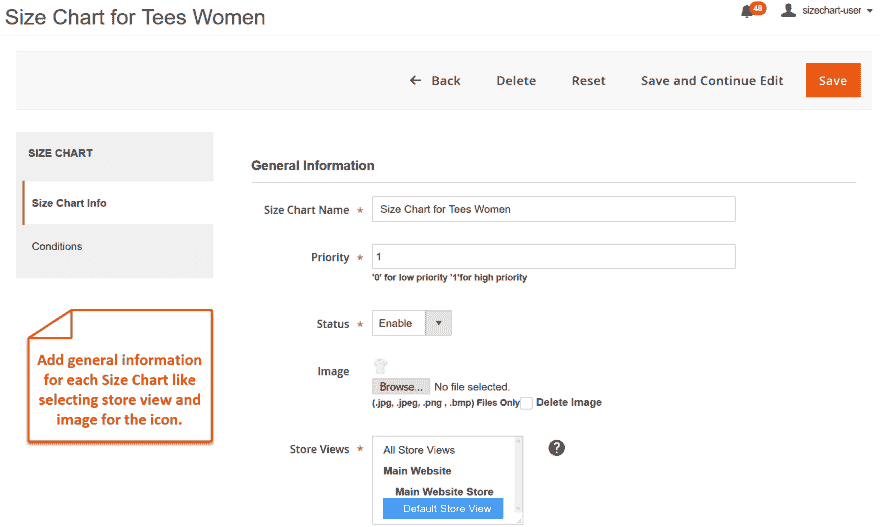 Size Chart for Tees Women
48
sizechart-user
Back
Delete
Reset
Save and Continue Edit
Save
SIZE CHART
Size Chart Info
Conditions
Add general information
for each Size Chart like
selecting store view and
image for the icon.
General Information
Size Chart Name *
Size Chart for Tees Women
Priority *
1
'0' for low priority '1'for high priority
Status *
Enable
Image
Browse... No file selected.
(.jpg, .jpeg, .png , .bmp) Files Only
Delete Image
Store Views *
All Store Views
Main Website
Main Website Store
Default Store View
?